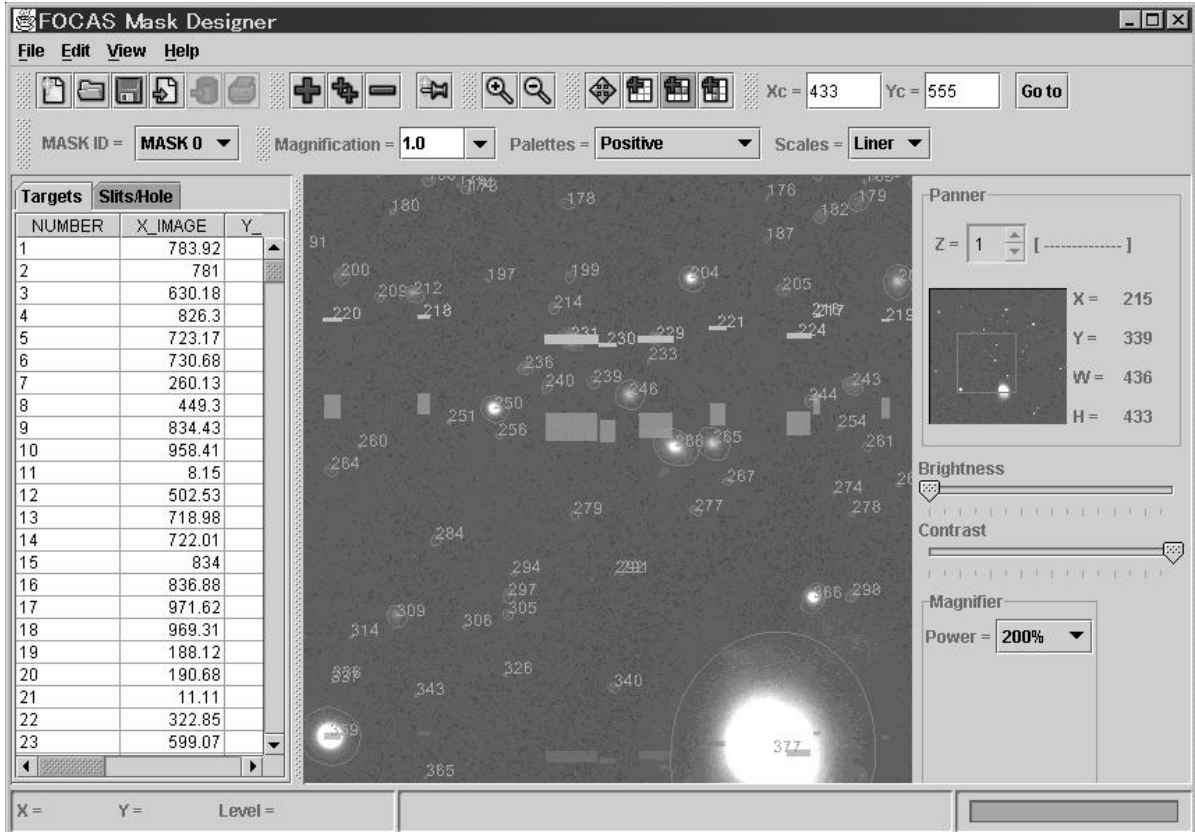 FOCAS Mask Designer
File Edit View Help
Xc = 433 Yc = 555 Go to
MASK ID = MASK 0 Magnification = 1.0 Palettes = Positive Scales = Liner
Targets Slits/Hole
NUMBER X_IMAGE Y_
1 783.92
2 781
3 630.18
4 826.3
5 723.17
6 730.68
7 260.13
8 449.3
9 834.43
10 958.41
11 8.15
12 502.53
13 718.98
14 722.01
15 834
16 836.88
17 971.62
18 969.31
19 188.12
20 190.68
21 11.11
22 322.85
23 599.07
178 176 179
180 182
91 187
200 197 199 204
209 212 205
214
220 218 217 219
221
231 230 229 224
233
236
240 239 246 243
244
250 251 254
256
260 266 265 261
264
267
274
279 277 278
284
294 291
297 366 298
309 305
306
314
326
343 340
359
377
365
Panner
Z = 1 [ -------------- ]
X = 215
Y = 339
W = 436
H = 433
Brightness
Contrast
Magnifier
Power = 200%
X = Y = Level =